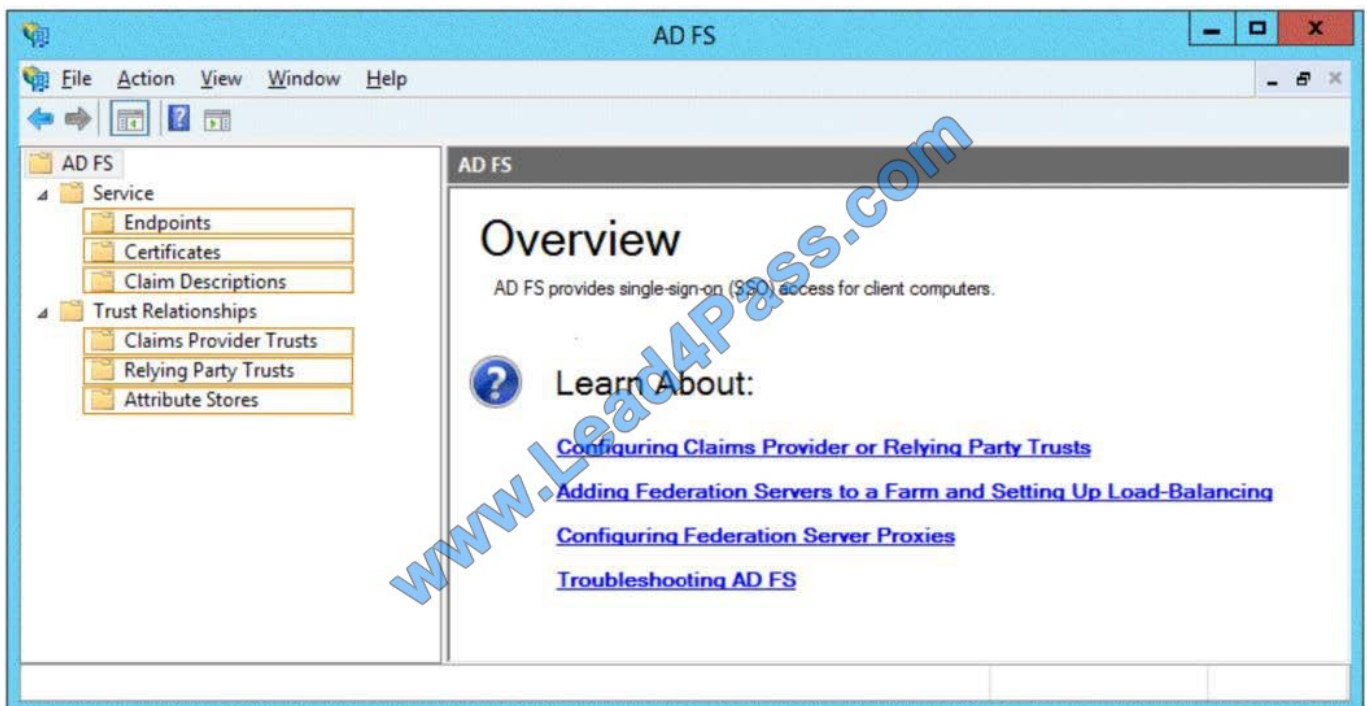 AD FS
File Action View Window Help
AD FS
Service
Endpoints
Certificates
Claim Descriptions
Trust Relationships
Claims Provider Trusts
Relying Party Trusts
Attribute Stores
AD FS
Overview
AD FS provides single-sign-on (SSO) access for client computers.
Learn About:
Configuring Claims Provider or Relying Party Trusts
Adding Federation Servers to a Farm and Setting Up Load-Balancing
Configuring Federation Server Proxies
Troubleshooting AD FS
www.Lead4Pass.com